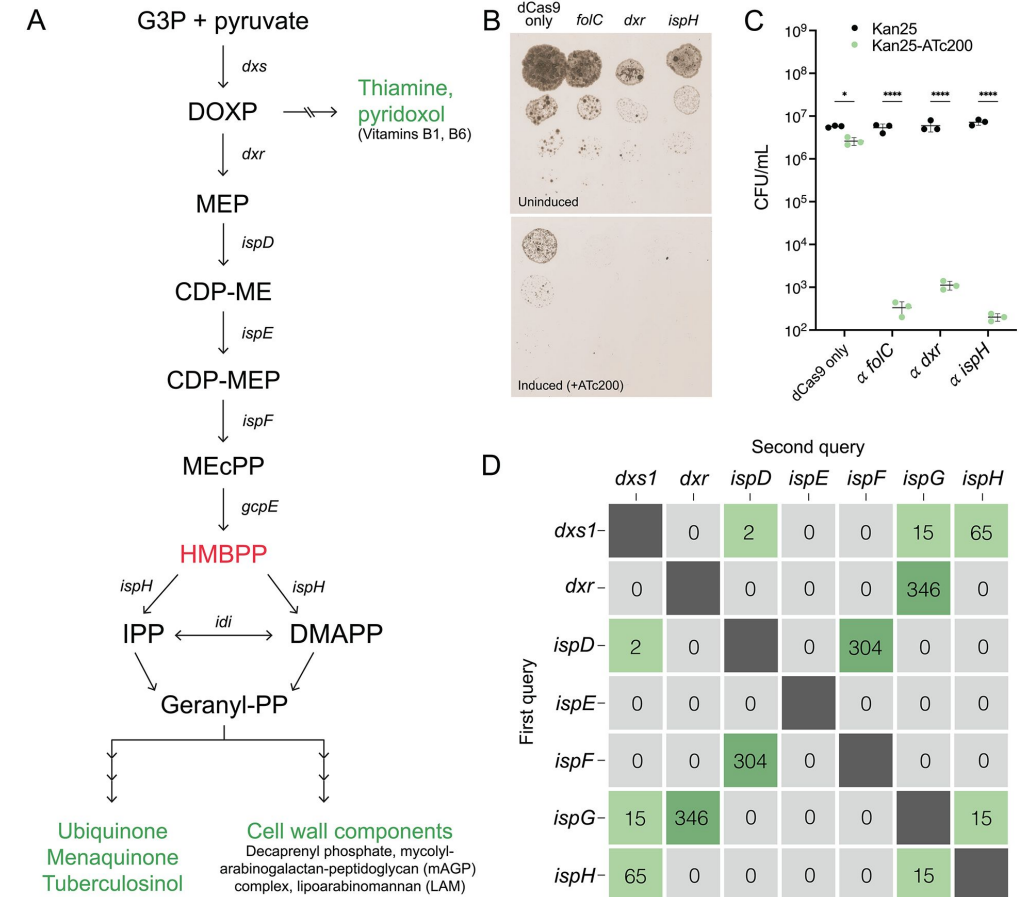 A
G3P + pyruvate
dxs
DOXP
Thiamine,
pyridoxol
(Vitamins B1, B6)
dxr
MEP
ispD
CDP-ME
ispE
CDP-MEP
ispF
MEcPP
gcpE
HMBPP
ispH
ispH
IPP
idi
DMAPP
Geranyl-PP
Ubiquinone
Menaquinone
Tuberculosinol
Cell wall components
Decaprenyl phosphate, mycolyl-
arabinogalactan-peptidoglycan (mAGP)
complex, lipoarabinomannan (LAM)
B
dCas9
only folC dxr ispH
Uninduced
Induced (+ATc200)
C
Kan25
Kan25-ATc200
CFU/mL
10⁹
10⁸
10⁷
10⁶
10⁵
10⁴
10³
10²
* **** **** ****
dCas9 only
α folC
α dxr
α ispH
D
Second query
dxs1 dxr ispD ispE ispF ispG ispH
First query
dxs1 0 2 0 0 15 65
dxr 0 0 0 0 346 0
ispD 2 0 0 304 0 0
ispE 0 0 0 0 0 0
ispF 0 0 304 0 0 0
ispG 15 346 0 0 0 15
ispH 65 0 0 0 0 15